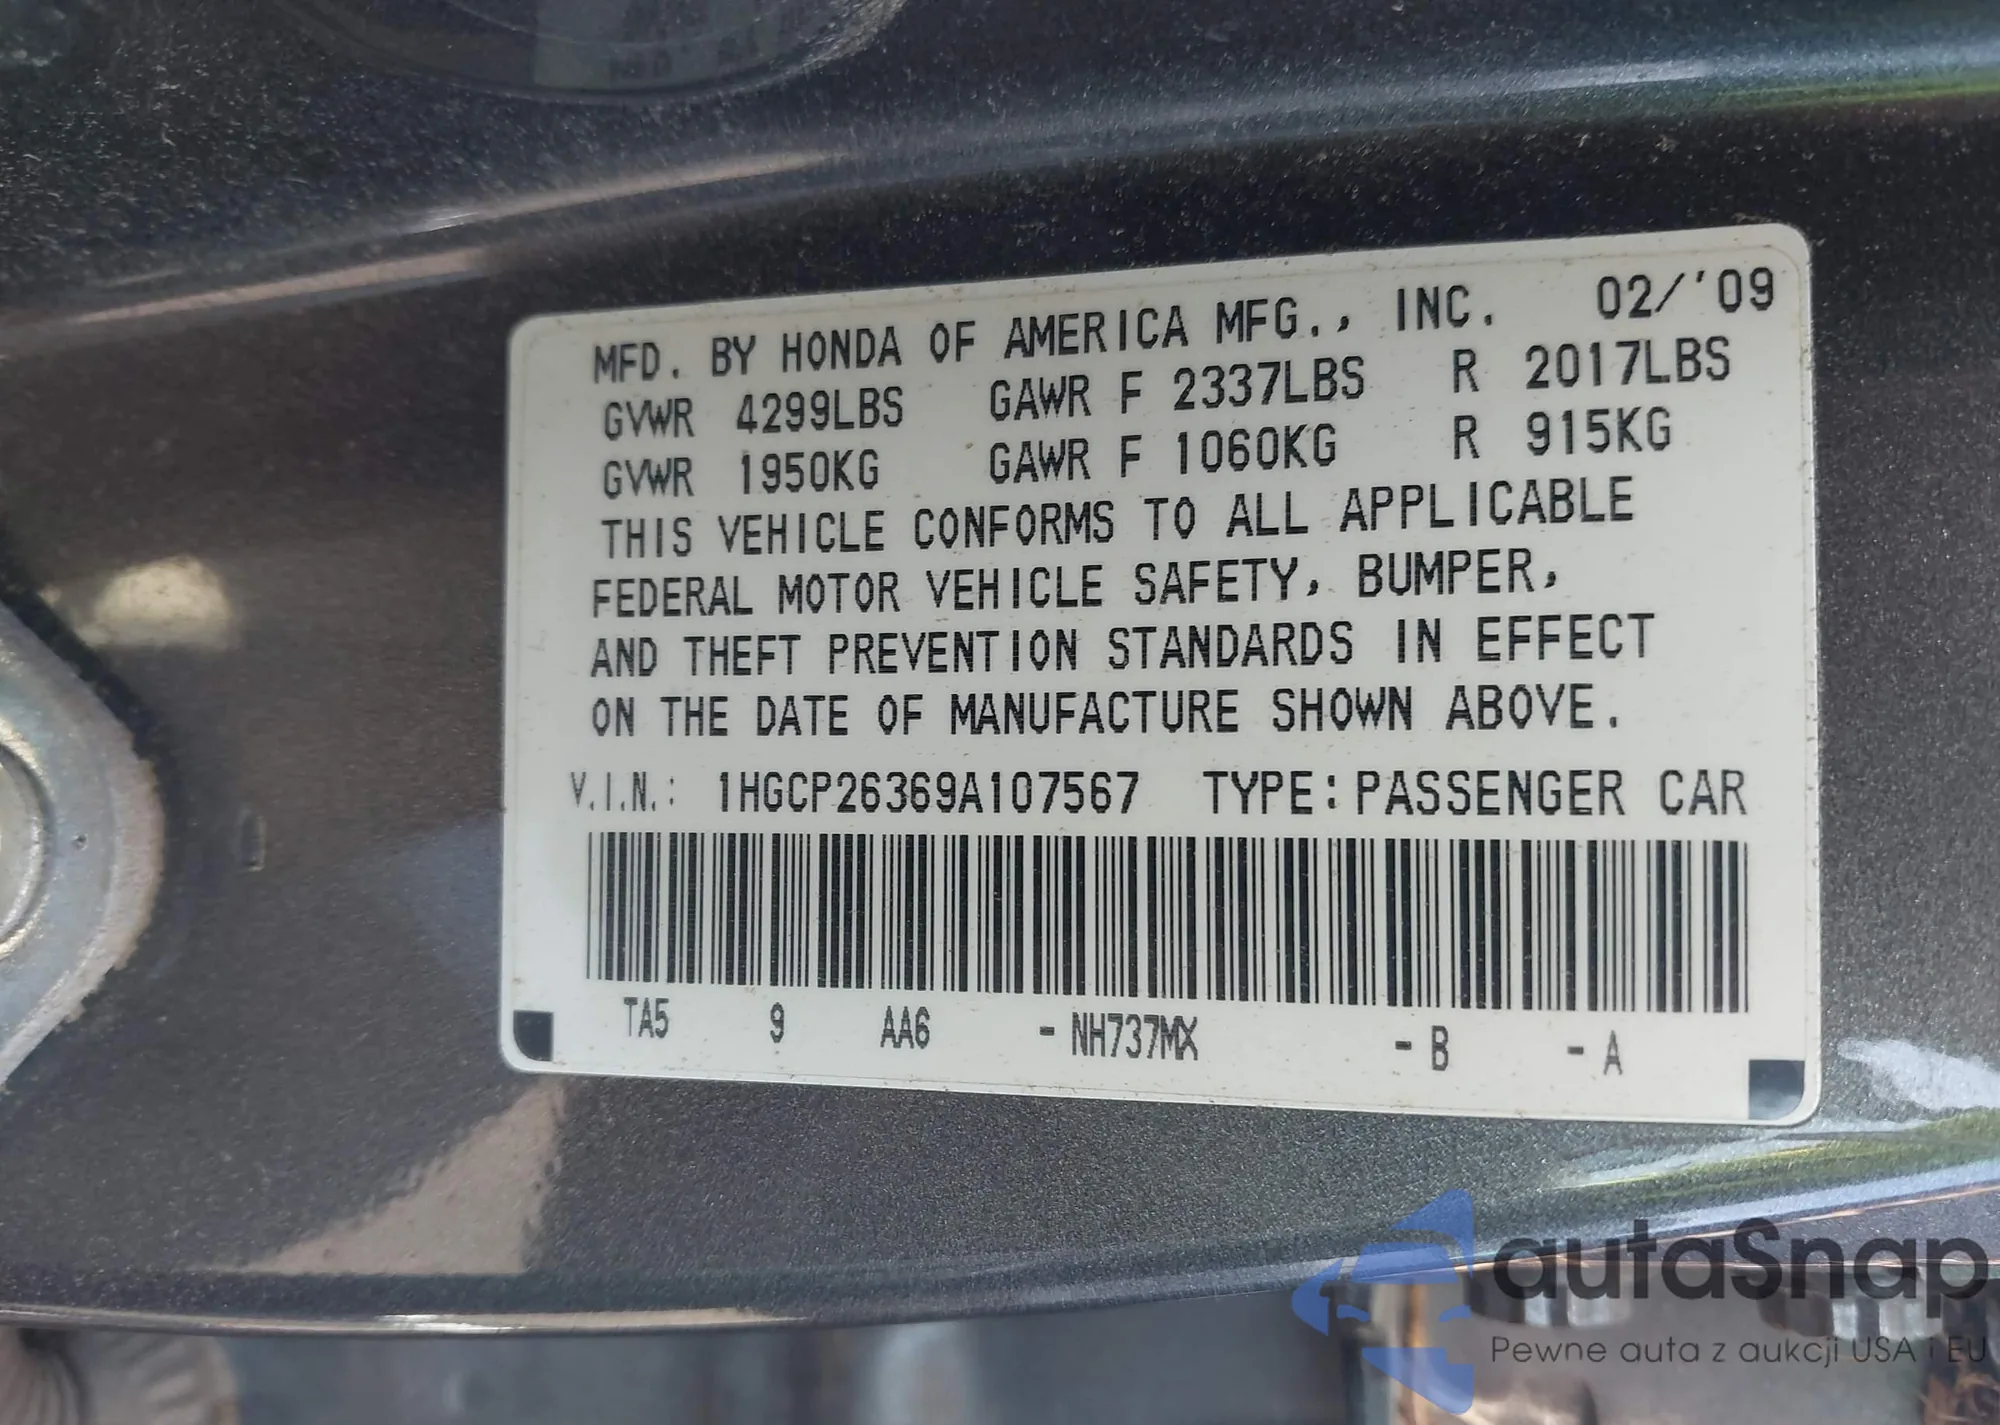 MFD. BY HONDA OF AMERICA MFG., INC. 02/'09
GVWR 4299LBS GAWR F 2337LBS R 2017LBS
GVWR 1950KG GAWR F 1060KG R 915KG
THIS VEHICLE CONFORMS TO ALL APPLICABLE
FEDERAL MOTOR VEHICLE SAFETY, BUMPER,
AND THEFT PREVENTION STANDARDS IN EFFECT
ON THE DATE OF MANUFACTURE SHOWN ABOVE.
V.I.N.: 1HGCP26369A107567 TYPE:PASSENGER CAR
TA5 9 AA6 -NH737MX -B -A
autaSnap
Pewne auta z aukcji USA i EU